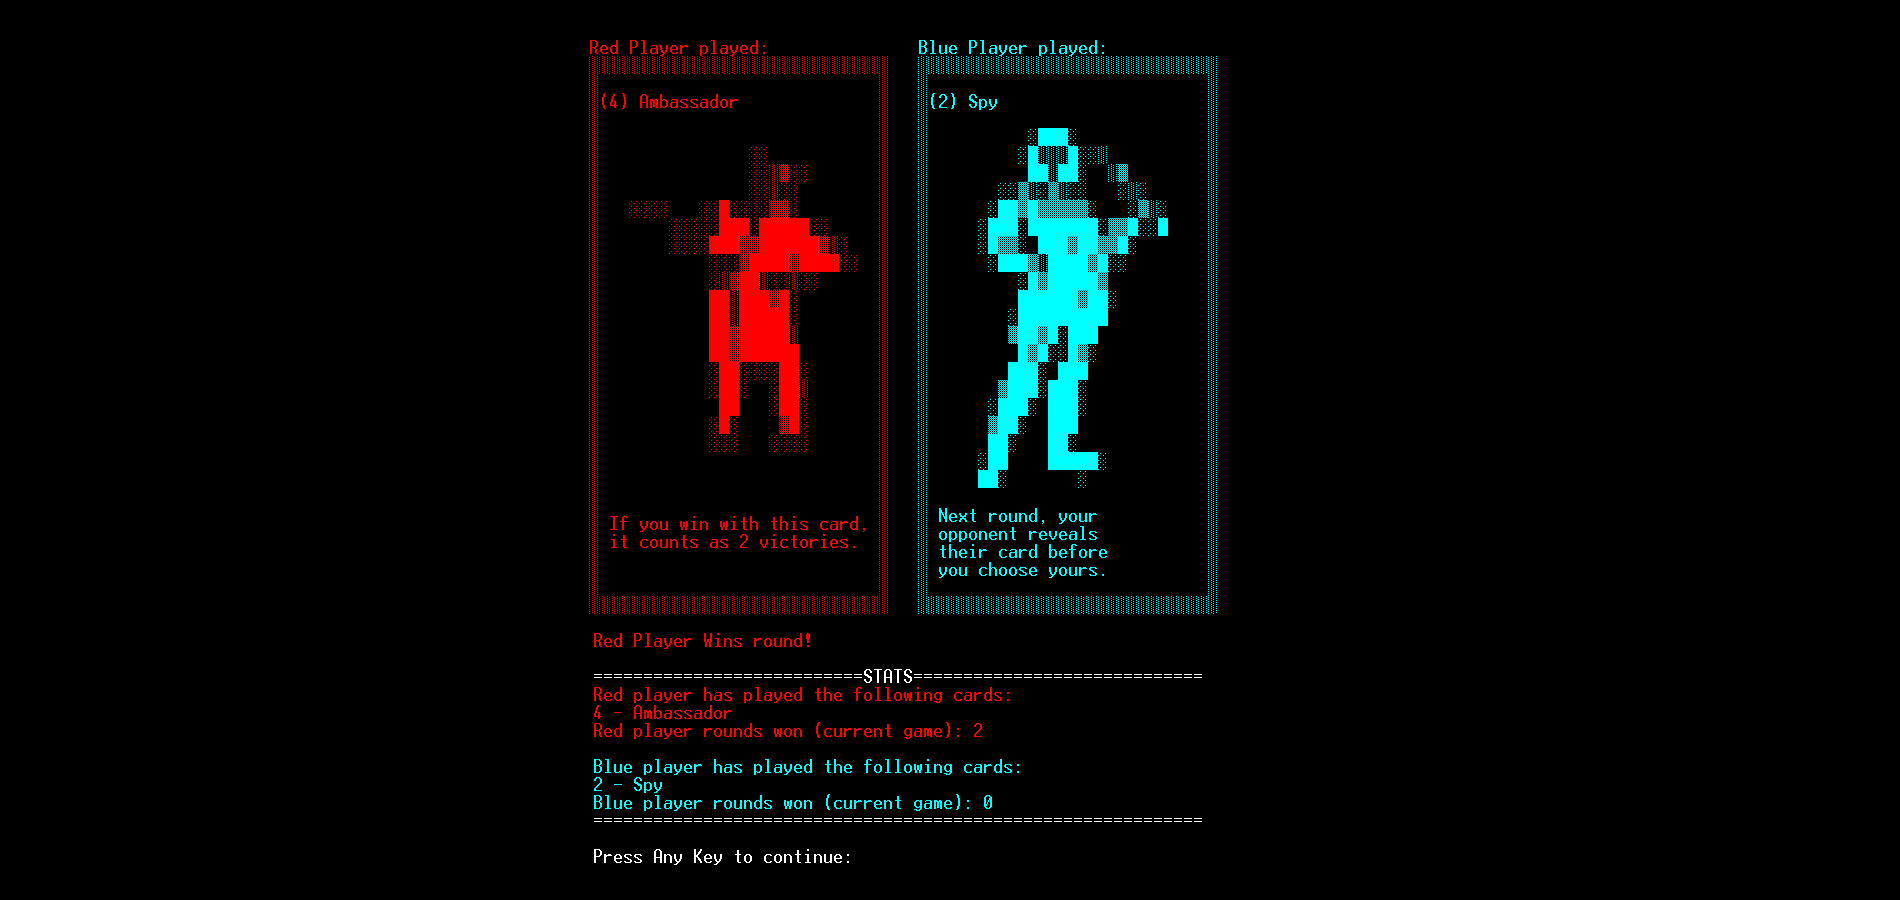 Red Player played:
Blue Player played:
(4) Ambassador
(2) Spy
If you win with this card,
it counts as 2 victories.
Next round, your
opponent reveals
their card before
you choose yours.
Red Player Wins round!
===========================STATS=============================
Red player has played the following cards:
4 - Ambassador
Red player rounds won (current game): 2
Blue player has played the following cards:
2 - Spy
Blue player rounds won (current game): 0
=============================================================
Press Any Key to continue: